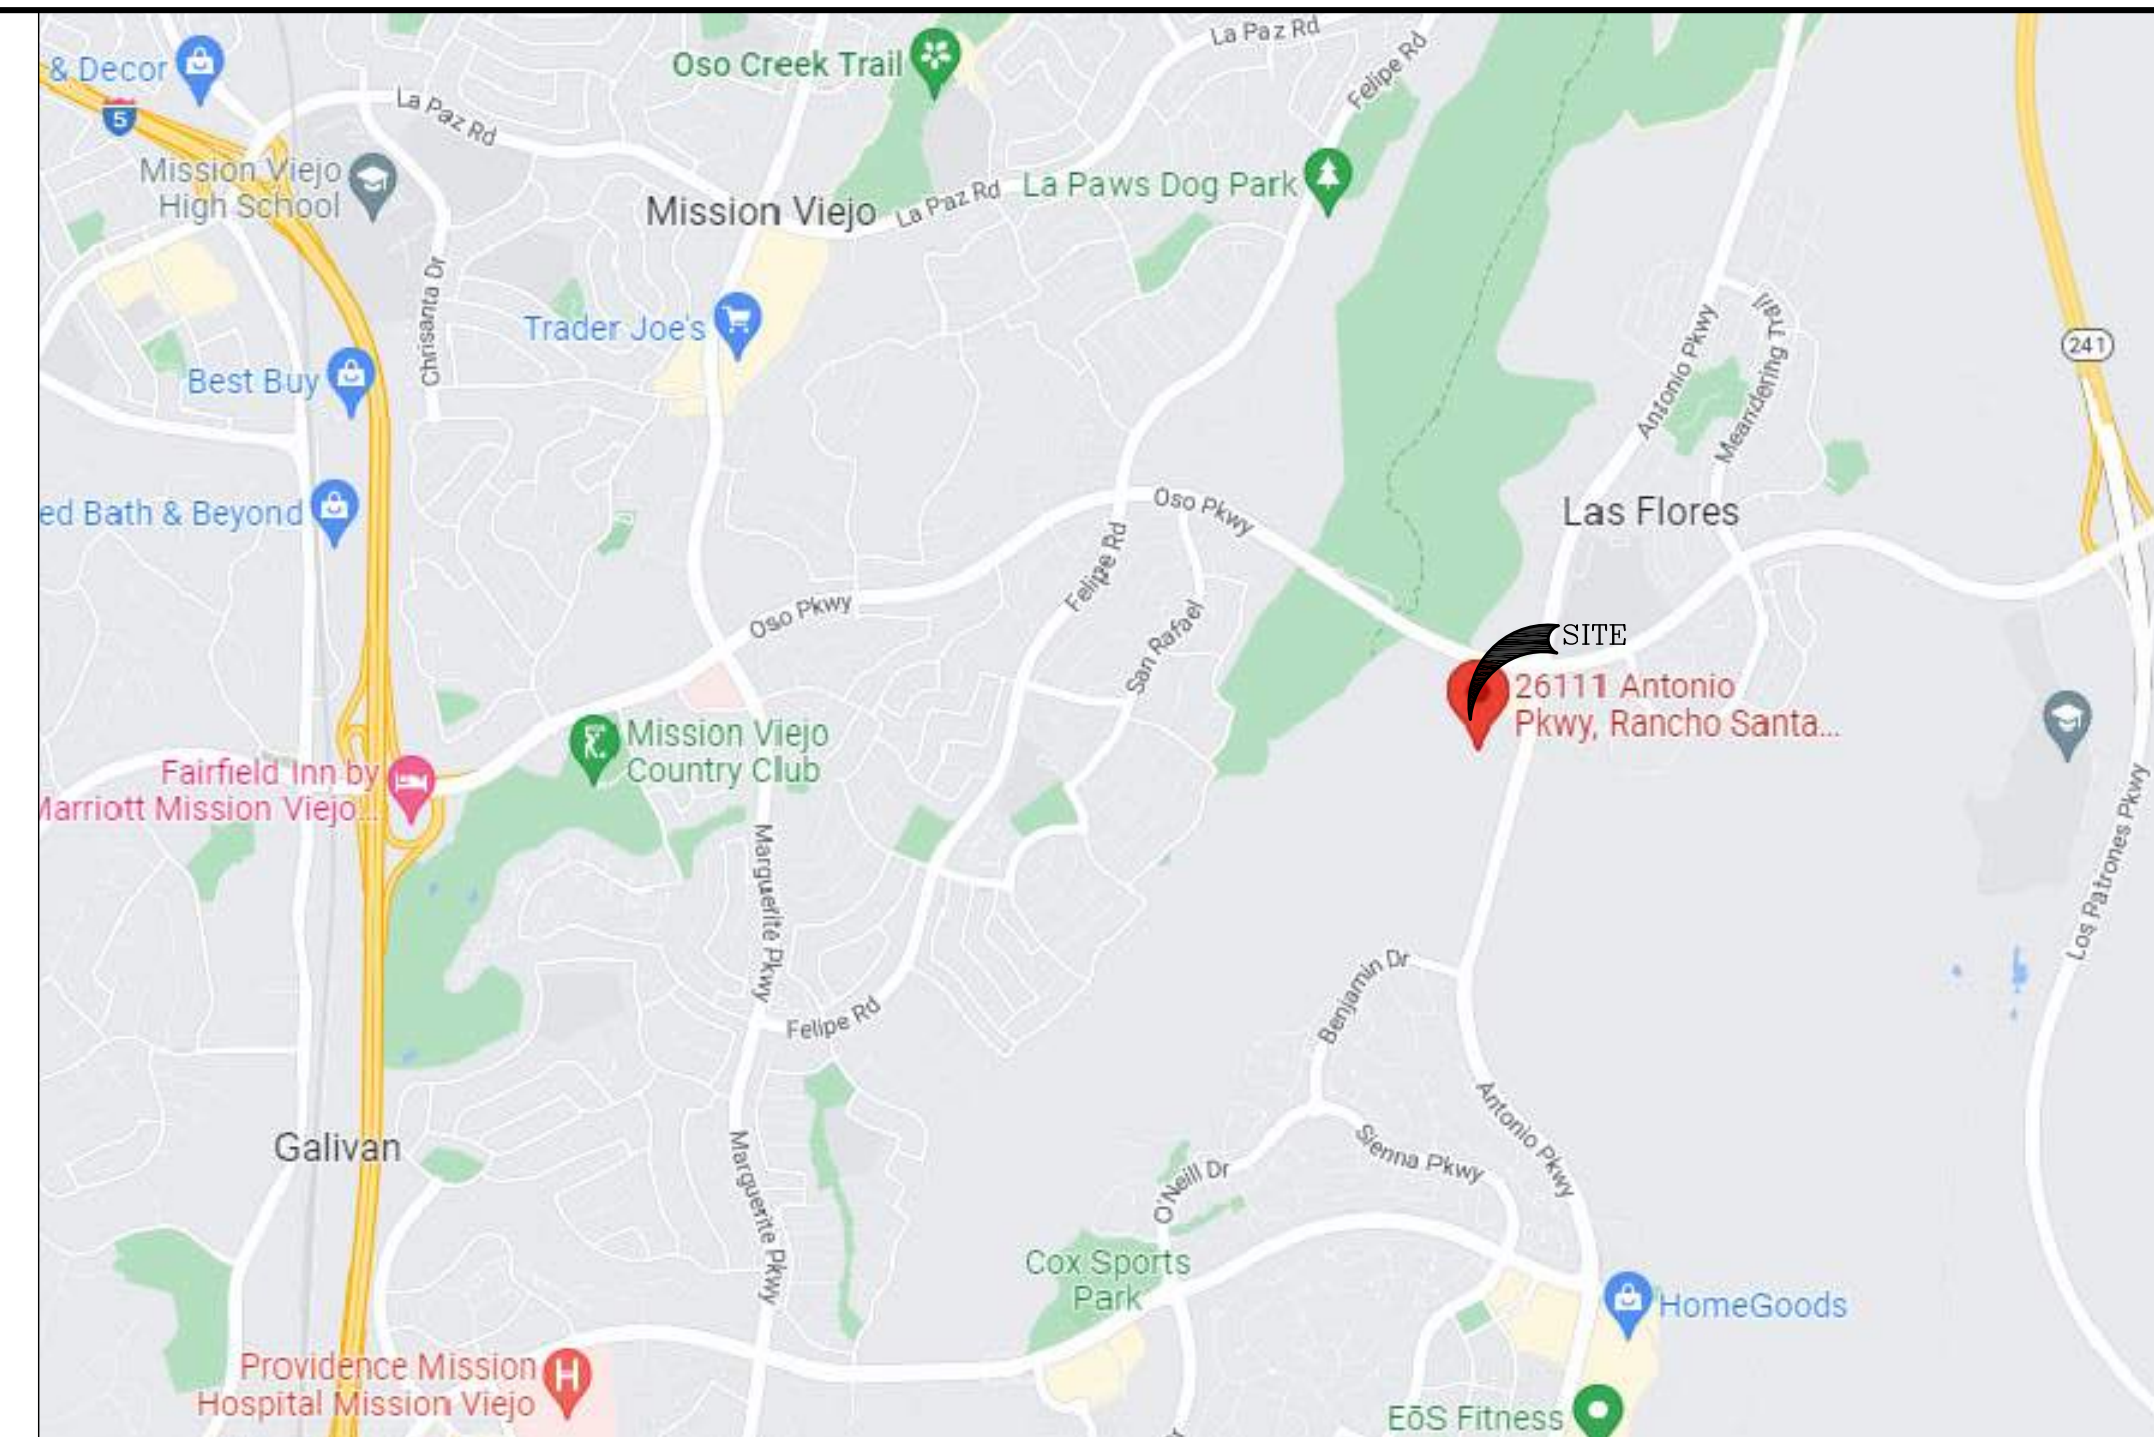 La Paz Rd
& Decor
Oso Creek Trail
Felipe Rd
5
La Paz Rd
Mission Viejo
High School
La Paws Dog Park
La Paz Rd
Mission Viejo
Chrisanta Dr
Trader Joe's
Antonio Pkwy
Meandering Trail
241
Best Buy
ed Bath & Beyond
Oso Pkwy
Las Flores
Felipe Rd
Oso Pkwy
San Rafael
SITE
26111 Antonio
Pkwy, Rancho Santa...
Mission Viejo
Country Club
Fairfield Inn by
Marriott Mission Viejo...
Marguerite Pkwy
Los Patrones Pkwy
Benjamin Dr
Felipe Rd
Antonio Pkwy
Galivan
Marguerite Pkwy
Sienna Pkwy
O'Neill Dr
Cox Sports
Park
HomeGoods
Providence Mission
Hospital Mission Viejo
H
EōS Fitness